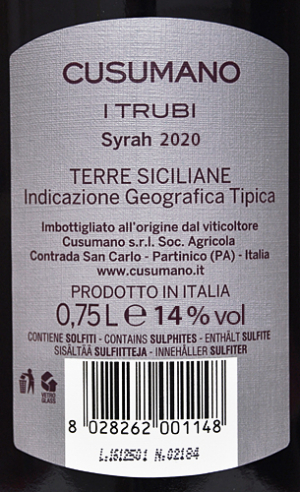 CUSUMANO
I TRUBI
Syrah 2020
TERRE SICILIANE
Indicazione Geografica Tipica
Imbottigliato all'origine dal viticoltore
Cusumano s.r.l. Soc. Agricola
Contrada San Carlo - Partinico (PA) - Italia
www.cusumano.it
PRODOTTO IN ITALIA
0,75L e 14% vol
CONTIENE SOLFITI - CONTAINS SULPHITES - ENTHÄLT SULFITE
SISÄLTÄÄ SULFIITTEJA - INNEHÅLLER SULFITER
VETRO
GLASS
8 028262 001148
L.1612501 N.02184